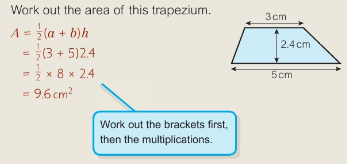 Work out the area of this trapezium.
A = ½(a + b)h
= ½(3 + 5)2.4
= ½ × 8 × 2.4
= 9.6 cm²
Work out the brackets first,
then the multiplications.
3 cm
2.4 cm
5 cm